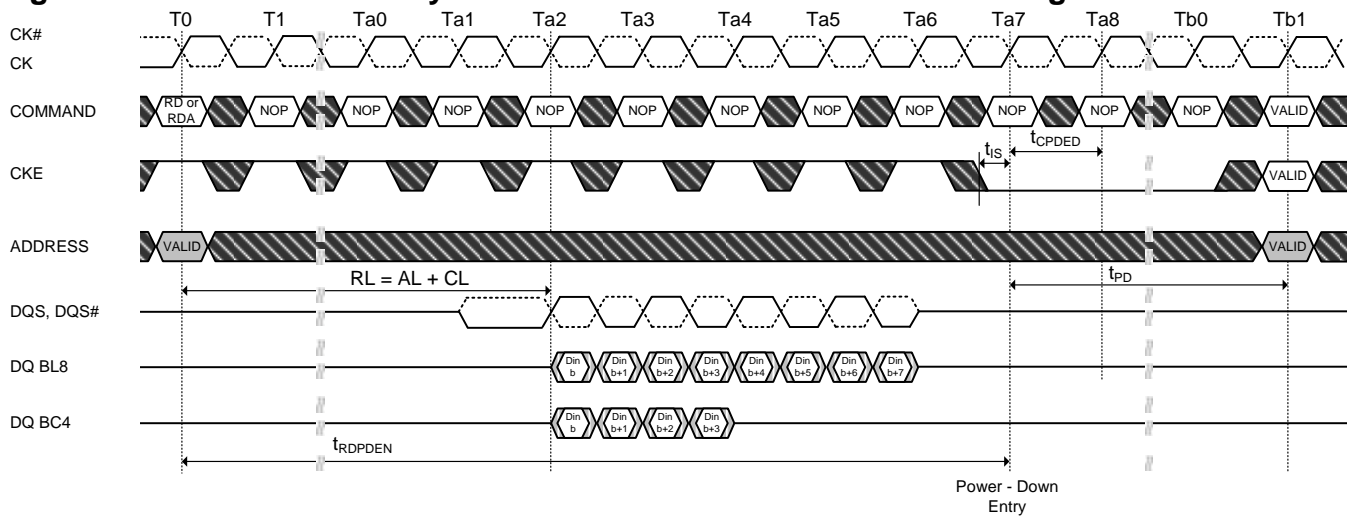 T0 T1 Ta0 Ta1 Ta2 Ta3 Ta4 Ta5 Ta6 Ta7 Ta8 Tb0 Tb1
CK#
CK
COMMAND RD or RDA NOP NOP NOP NOP NOP NOP NOP NOP NOP NOP NOP VALID
tIS tCPDED
CKE VALID
ADDRESS VALID VALID
RL = AL + CL tPD
DQS, DQS#
DQ BL8 Din b Din b+1 Din b+2 Din b+3 Din b+4 Din b+5 Din b+6 Din b+7
DQ BC4 Din b Din b+1 Din b+2 Din b+3
tRDPDEN
Power - Down
Entry